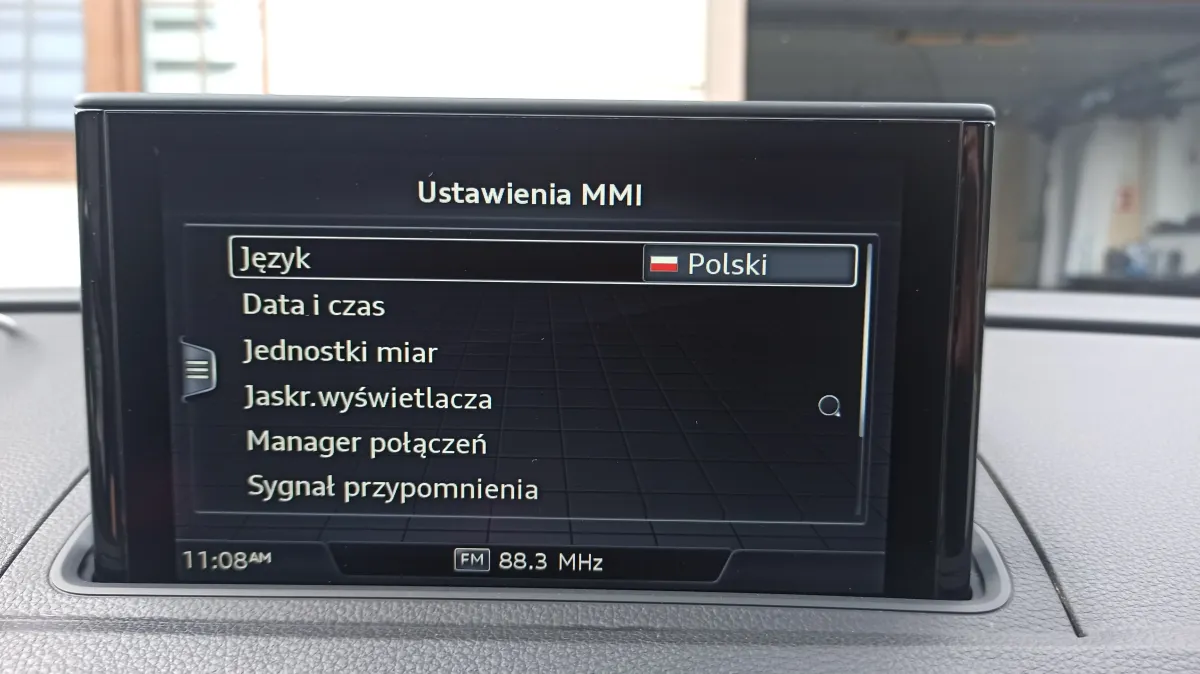 Ustawienia MMI
Język Polski
Data i czas
Jednostki miar
Jaskr.wyświetlacza
Manager połączeń
Sygnał przypomnienia
11:08AM FM 88.3 MHz